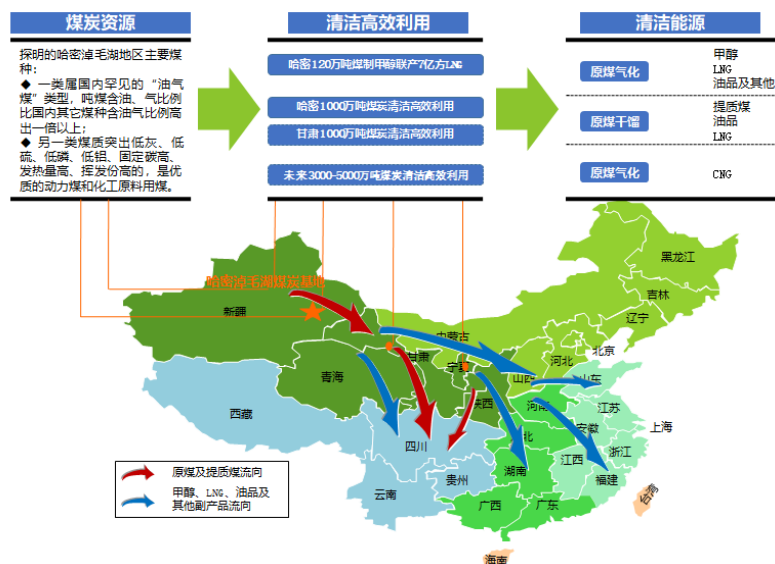 煤炭资源
探明的哈密淖毛湖地区主要煤
种：
◆ 一类属国内罕见的“油气
煤”类型，吨煤含油、气比例
比国内其它煤种含油气比例高
出一倍以上；
◆ 另一类煤质突出低灰、低
硫、低磷、低铝、固定碳高、
发热量高、挥发份高的，是优
质的动力煤和化工原料用煤。
清洁高效利用
哈密120万吨煤制甲醇联产7亿方LNG
哈密1000万吨煤炭清洁高效利用
甘肃1000万吨煤炭清洁高效利用
未来3000-5000万吨煤炭清洁高效利用
清洁能源
原煤气化
甲醇
LNG
油品及其他
原煤干馏
提质煤
油品
LNG
原煤气化
CNG
哈密淖毛湖煤炭基地
黑龙江
吉林
辽宁
新疆
内蒙古
北京
河北
甘肃
宁夏
山西
山东
青海
陕西
河南
江苏
西藏
安徽
上海
四川
北
浙江
湖南
江西
贵州
福建
云南
广西
广东
台湾
海南
原煤及提质煤流向
甲醇、LNG、油品及
其他副产品流向